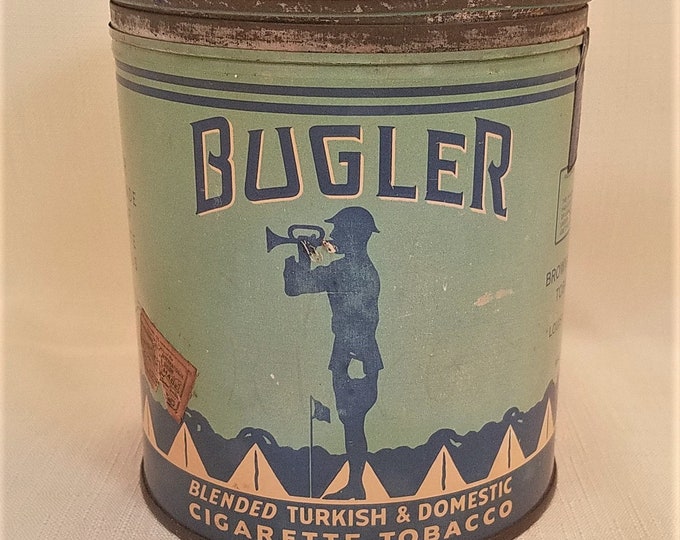 BUGLER
BLENDED TURKISH & DOMESTIC
CIGARETTE TOBACCO